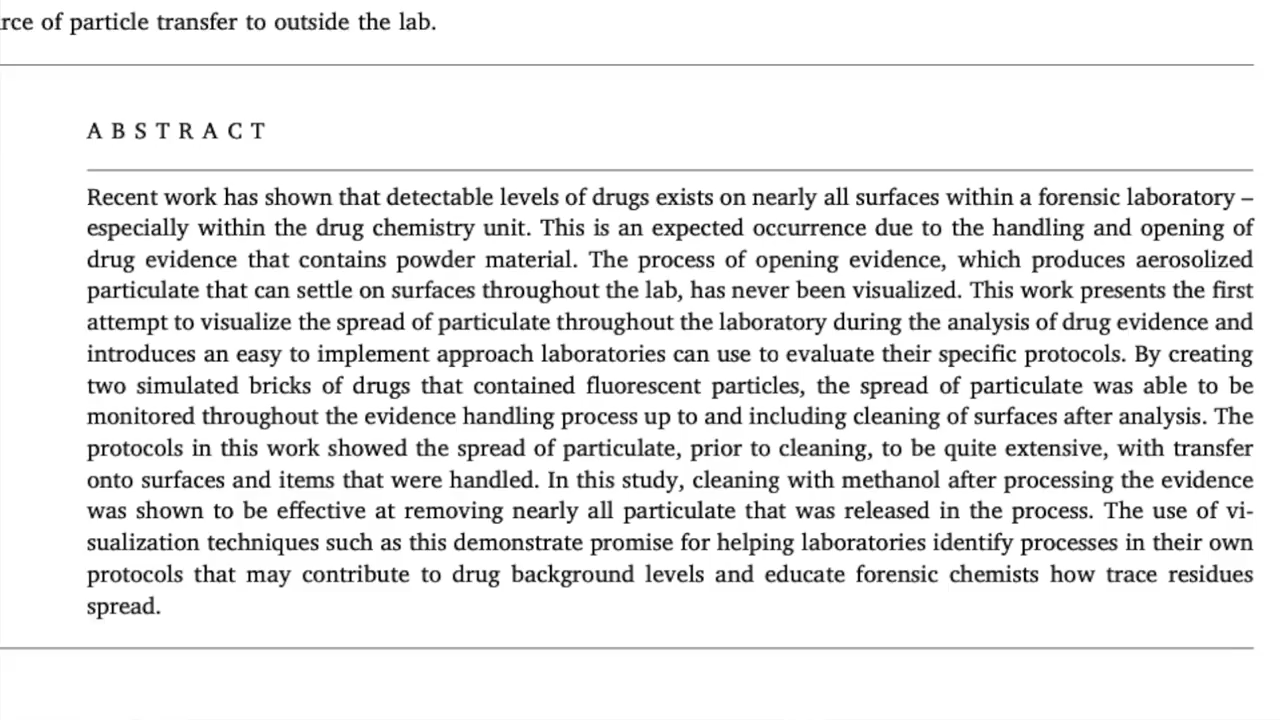 rce of particle transfer to outside the lab.
A B S T R A C T
Recent work has shown that detectable levels of drugs exists on nearly all surfaces within a forensic laboratory –
especially within the drug chemistry unit. This is an expected occurrence due to the handling and opening of
drug evidence that contains powder material. The process of opening evidence, which produces aerosolized
particulate that can settle on surfaces throughout the lab, has never been visualized. This work presents the first
attempt to visualize the spread of particulate throughout the laboratory during the analysis of drug evidence and
introduces an easy to implement approach laboratories can use to evaluate their specific protocols. By creating
two simulated bricks of drugs that contained fluorescent particles, the spread of particulate was able to be
monitored throughout the evidence handling process up to and including cleaning of surfaces after analysis. The
protocols in this work showed the spread of particulate, prior to cleaning, to be quite extensive, with transfer
onto surfaces and items that were handled. In this study, cleaning with methanol after processing the evidence
was shown to be effective at removing nearly all particulate that was released in the process. The use of vi-
sualization techniques such as this demonstrate promise for helping laboratories identify processes in their own
protocols that may contribute to drug background levels and educate forensic chemists how trace residues
spread.